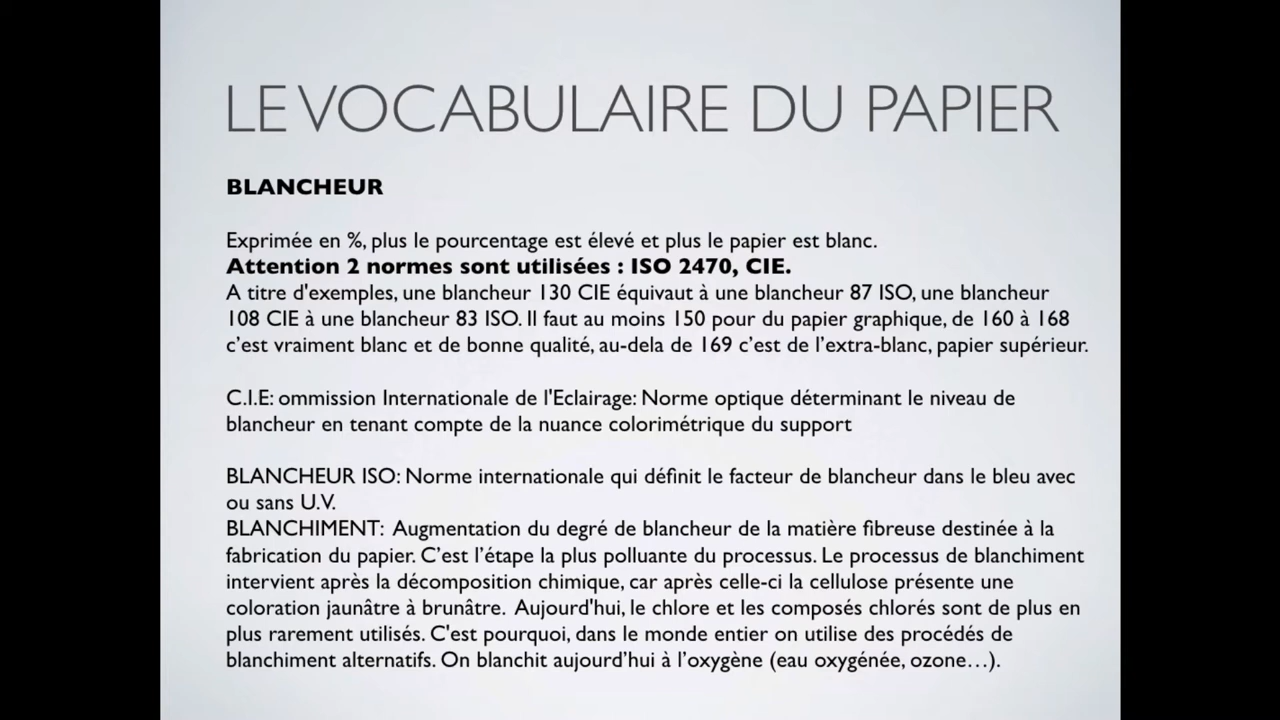 LE VOCABULAIRE DU PAPIER
BLANCHEUR
Exprimée en %, plus le pourcentage est élevé et plus le papier est blanc.
Attention 2 normes sont utilisées : ISO 2470, CIE.
A titre d'exemples, une blancheur 130 CIE équivaut à une blancheur 87 ISO, une blancheur
108 CIE à une blancheur 83 ISO. Il faut au moins 150 pour du papier graphique, de 160 à 168
c’est vraiment blanc et de bonne qualité, au-dela de 169 c’est de l’extra-blanc, papier supérieur.
C.I.E: ommission Internationale de l'Eclairage: Norme optique déterminant le niveau de
blancheur en tenant compte de la nuance colorimétrique du support
BLANCHEUR ISO: Norme internationale qui définit le facteur de blancheur dans le bleu avec
ou sans U.V.
BLANCHIMENT:  Augmentation du degré de blancheur de la matière fibreuse destinée à la
fabrication du papier. C’est l’étape la plus polluante du processus. Le processus de blanchiment
intervient après la décomposition chimique, car après celle-ci la cellulose présente une
coloration jaunâtre à brunâtre.  Aujourd'hui, le chlore et les composés chlorés sont de plus en
plus rarement utilisés. C'est pourquoi, dans le monde entier on utilise des procédés de
blanchiment alternatifs. On blanchit aujourd’hui à l’oxygène (eau oxygénée, ozone…).